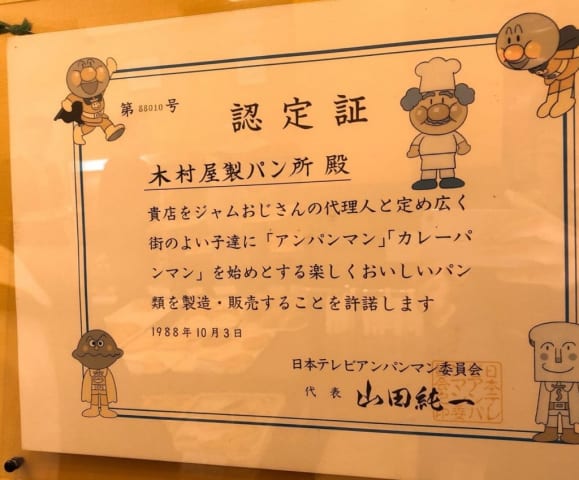 第88010号
認定証
木村屋製パン所 殿
貴店をジャムおじさんの代理人と定め広く
街のよい子達に「アンパンマン」「カレーパ
ンマン」を始めとする楽しくおいしいパン
類を製造・販売することを許諾します
1988年10月3日
日本テレビアンパンマン委員会
代表 山田純一